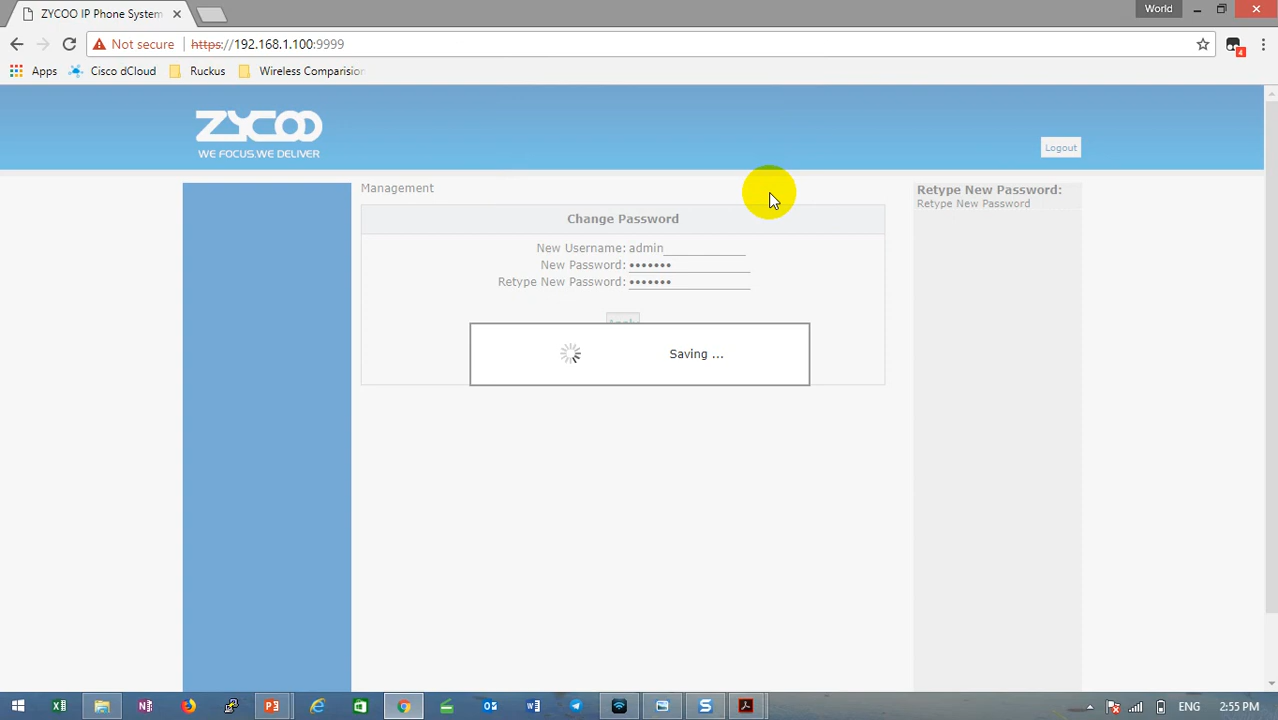 ZYCOO IP Phone System
World
Not secure
https://192.168.1.100:9999
4
Apps
Cisco dCloud
Ruckus
Wireless Comparision
ZYCOO
WE FOCUS.WE DELIVER
Logout
Management
Change Password
New Username: admin
New Password: •••••••
Retype New Password: •••••••
Retype New Password:
Retype New Password
Saving ...
ENG
2:55 PM